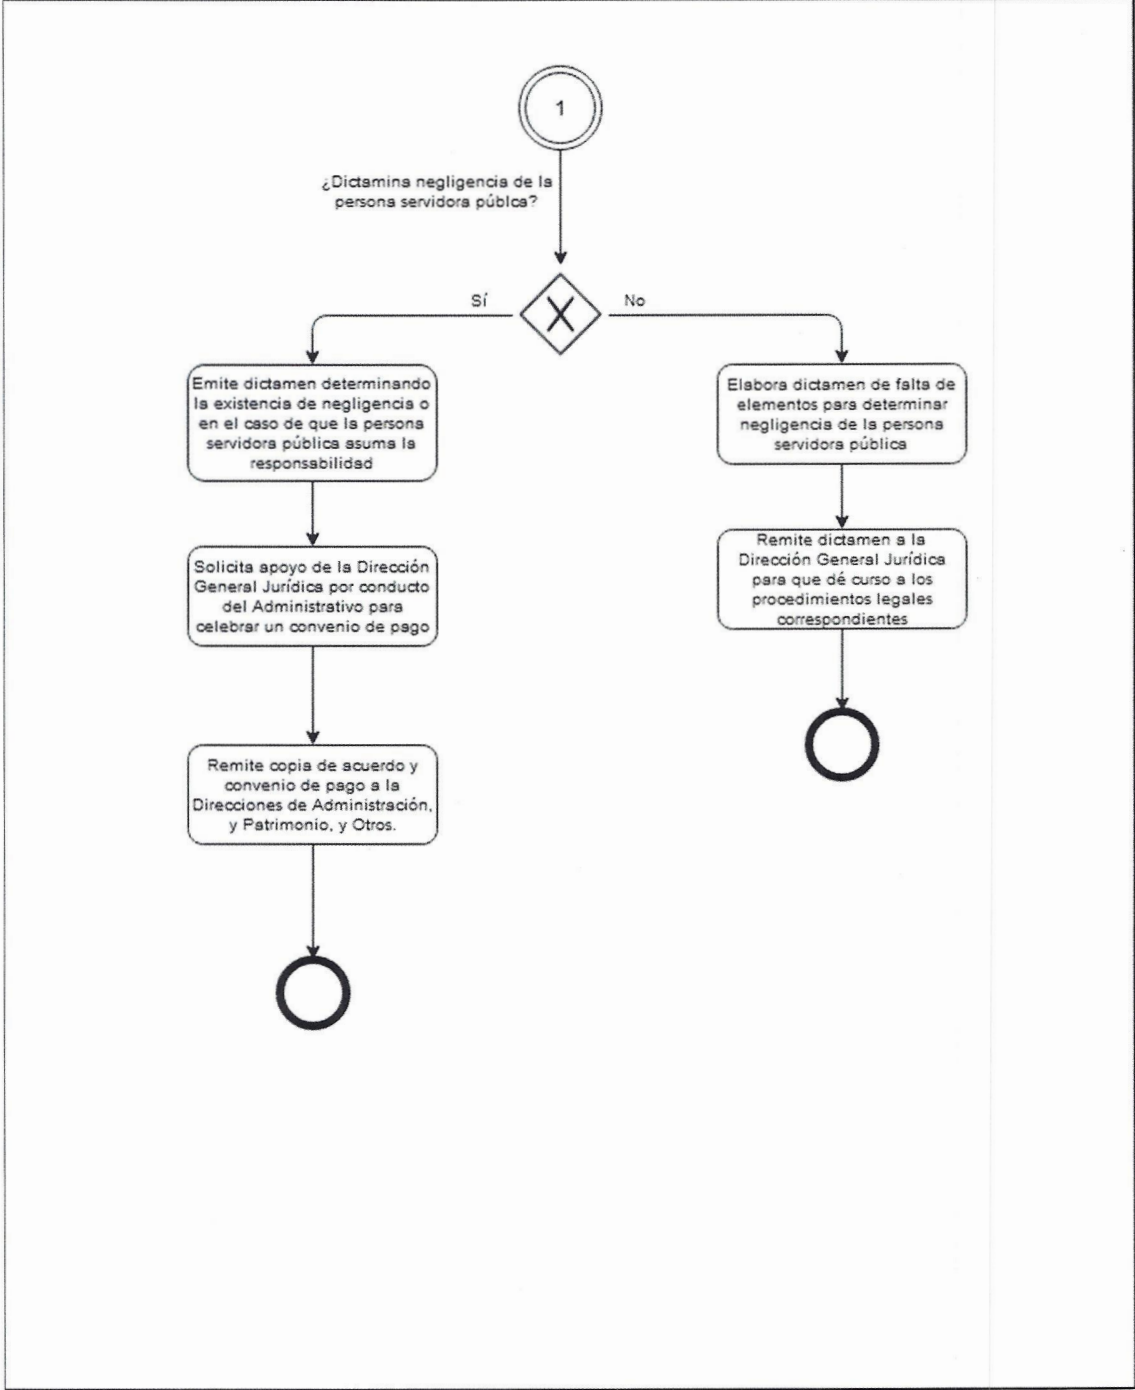 1
¿Dictamina negligencia de la
persona servidora públca?
Sí
No
Emite dictamen determinando
la existencia de negligencia o
en el caso de que la persona
servidora pública asuma la
responsabilidad
Elabora dictamen de falta de
elementos para determinar
negligencia de la persona
servidora pública
Solicita apoyo de la Dirección
General Jurídica por conducto
del Administrativo para
celebrar un convenio de pago
Remite dictamen a la
Dirección General Jurídica
para que dé curso a los
procedimientos legales
correspondientes
Remite copia de acuerdo y
convenio de pago a la
Direcciones de Administración,
y Patrimonio, y Otros.